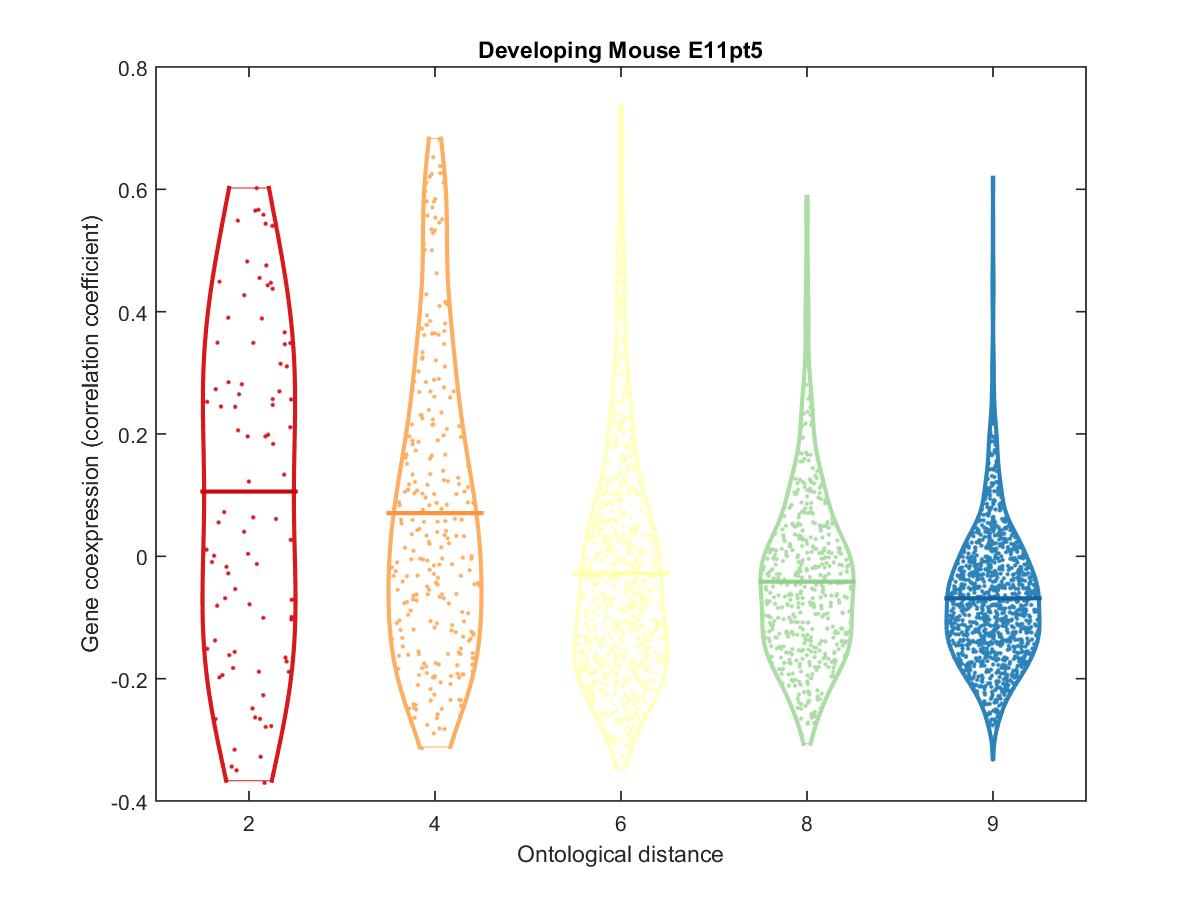 Developing Mouse E11pt5
Gene coexpression (correlation coefficient)
0.8
0.6
0.4
0.2
0
-0.2
-0.4
2 4 6 8 9
Ontological distance